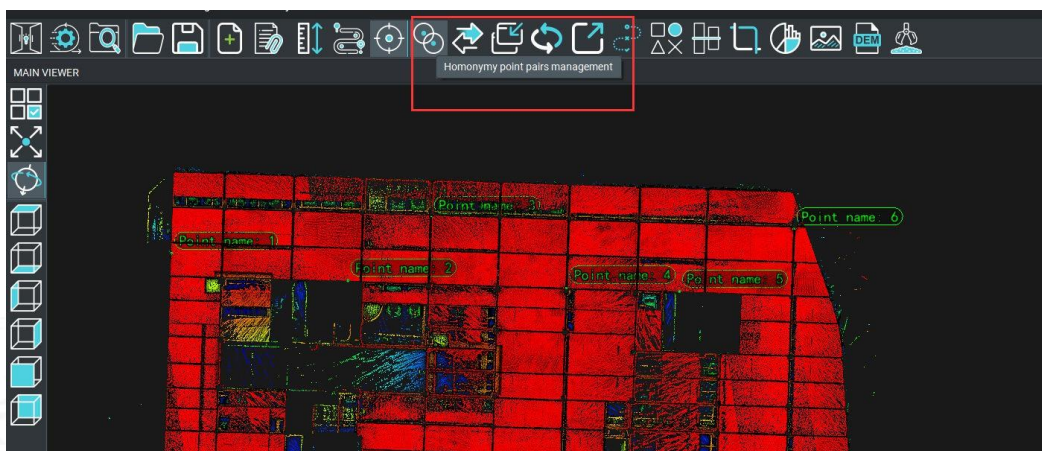 DEM
Homonymy point pairs management
MAIN VIEWER
Point name: 3
Point name: 6
Point name: 1
Point name: 2
Point name: 4
Point name: 5